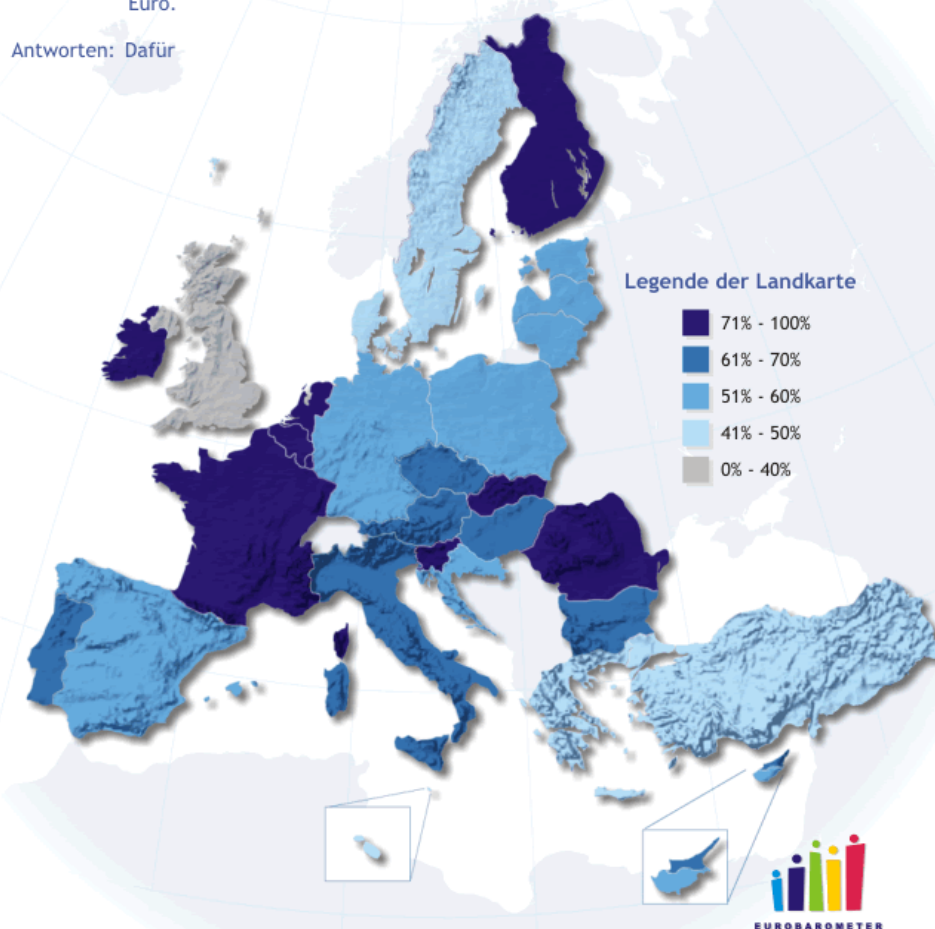 Euro.
Antworten: Dafür
Legende der Landkarte
71% - 100%
61% - 70%
51% - 60%
41% - 50%
0% - 40%
EUROBAROMETER